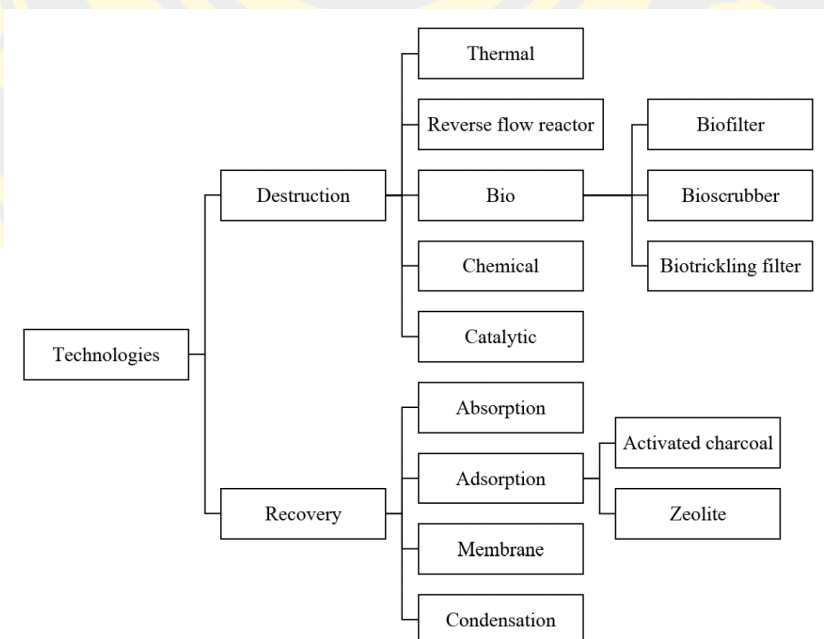 Thermal
Reverse flow reactor
Biofilter
Destruction
Bio
Bioscrubber
Chemical
Biotrickling filter
Catalytic
Technologies
Absorption
Activated charcoal
Adsorption
Recovery
Zeolite
Membrane
Condensation